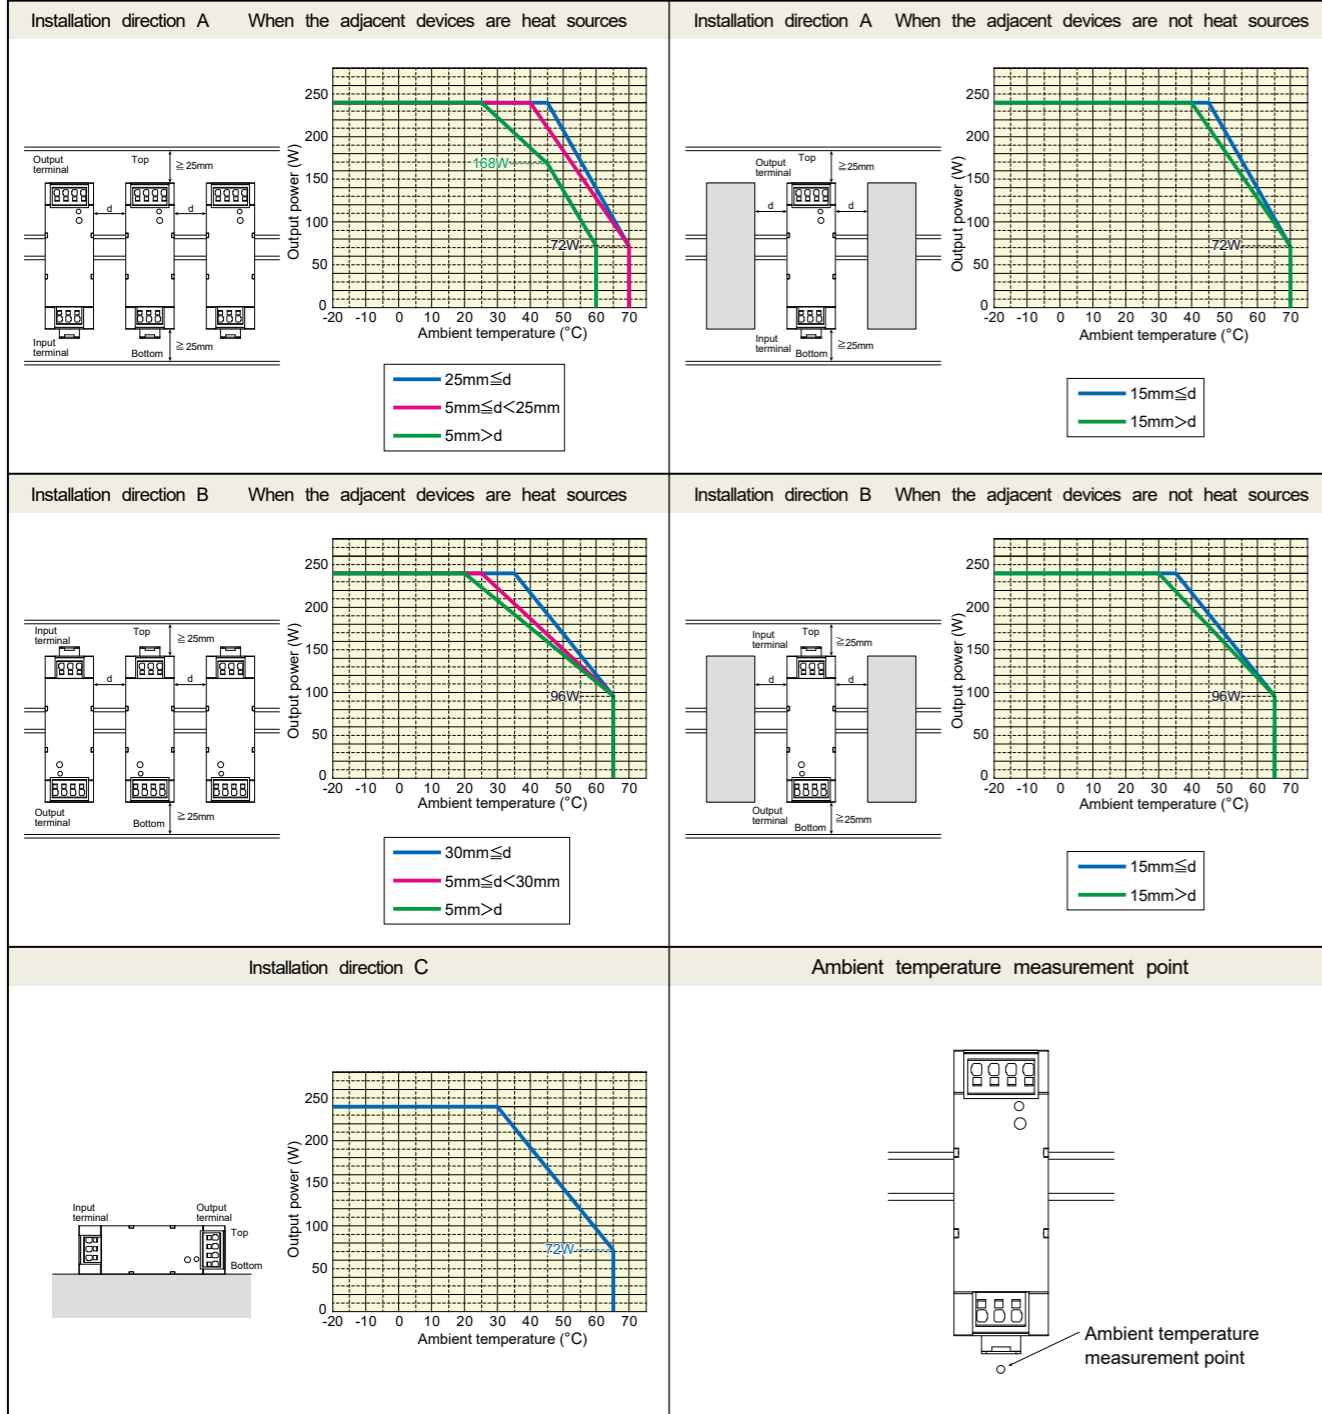 Installation direction A When the adjacent devices are heat sources
Output terminal
Top
≧25mm
d
d
Input terminal
Bottom
≧25mm
Output power (W)
250
200
150
100
50
0
168W
72W
-20 -10 0 10 20 30 40 50 60 70
Ambient temperature (°C)
25mm≦d
5mm≦d<25mm
5mm>d
Installation direction A When the adjacent devices are not heat sources
Output terminal
Top
≧25mm
d
d
Input terminal
Bottom
≧25mm
Output power (W)
250
200
150
100
50
0
72W
-20 -10 0 10 20 30 40 50 60 70
Ambient temperature (°C)
15mm≦d
15mm>d
Installation direction B When the adjacent devices are heat sources
Input terminal
Top
≧25mm
d
d
Output terminal
Bottom
≧25mm
Output power (W)
250
200
150
100
50
0
96W
-20 -10 0 10 20 30 40 50 60 70
Ambient temperature (°C)
30mm≦d
5mm≦d<30mm
5mm>d
Installation direction B When the adjacent devices are not heat sources
Input terminal
Top
≧25mm
d
d
Output terminal
Bottom
≧25mm
Output power (W)
250
200
150
100
50
0
96W
-20 -10 0 10 20 30 40 50 60 70
Ambient temperature (°C)
15mm≦d
15mm>d
Installation direction C
Input terminal
Output terminal
Top
Bottom
Output power (W)
250
200
150
100
50
0
72W
-20 -10 0 10 20 30 40 50 60 70
Ambient temperature (°C)
Ambient temperature measurement point
Ambient temperature
measurement point